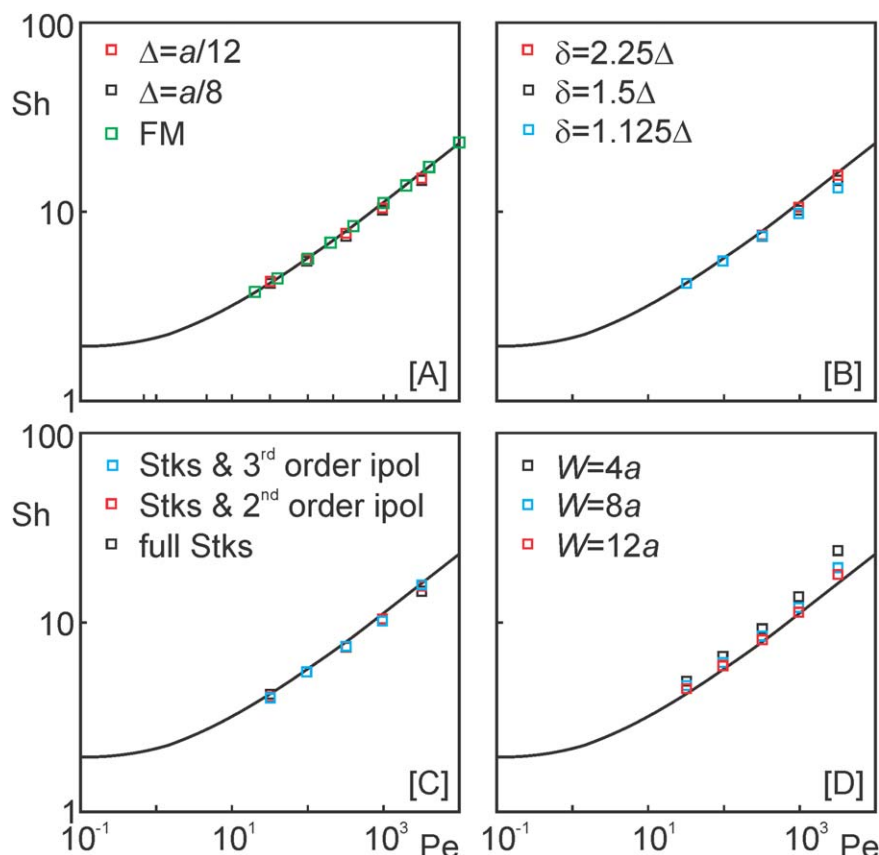 100
Sh
10
1
Δ=a/12
Δ=a/8
FM
[A]
δ=2.25Δ
δ=1.5Δ
δ=1.125Δ
[B]
100
Sh
10
1
Stks & 3rd order ipol
Stks & 2nd order ipol
full Stks
[C]
W=4a
W=8a
W=12a
[D]
10-1 101 103 Pe
10-1 101 103 Pe